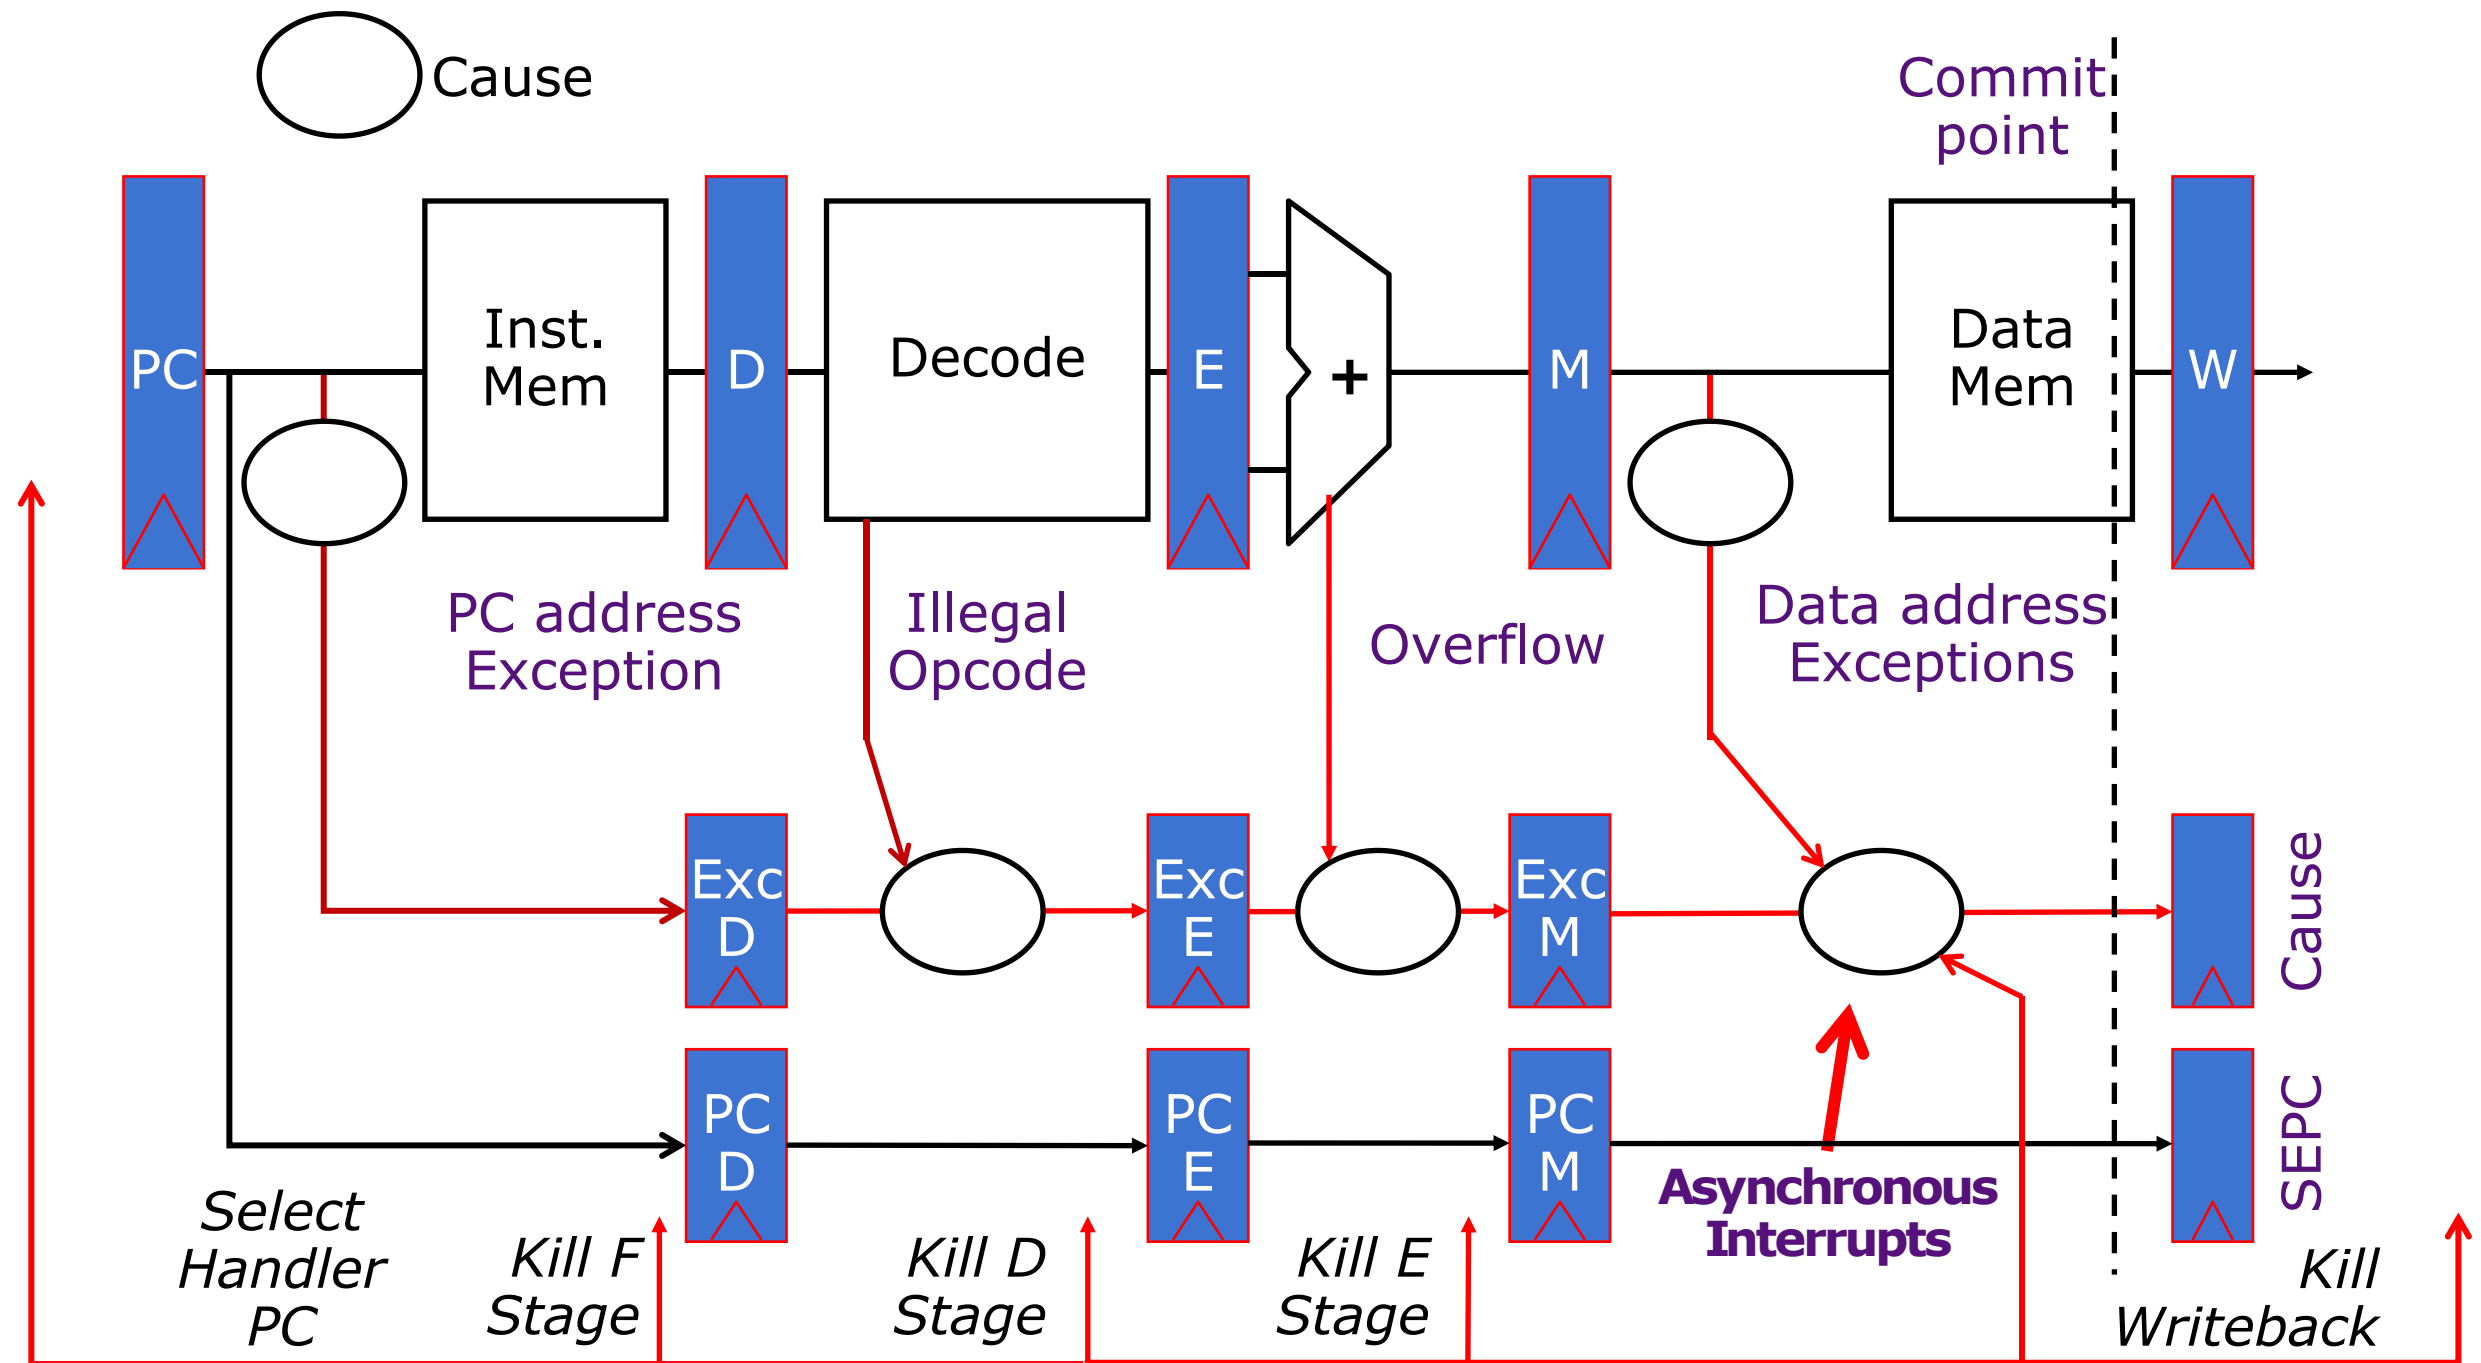 Cause
Commit
point
PC
Inst.
Mem
D
Decode
E
+
M
Data
Mem
W
PC address
Exception
Illegal
Opcode
Overflow
Data address
Exceptions
Exc
D
Exc
E
Exc
M
Cause
PC
D
PC
E
PC
M
SEPC
Asynchronous
Interrupts
Select
Handler
PC
Kill F
Stage
Kill D
Stage
Kill E
Stage
Kill
Writeback